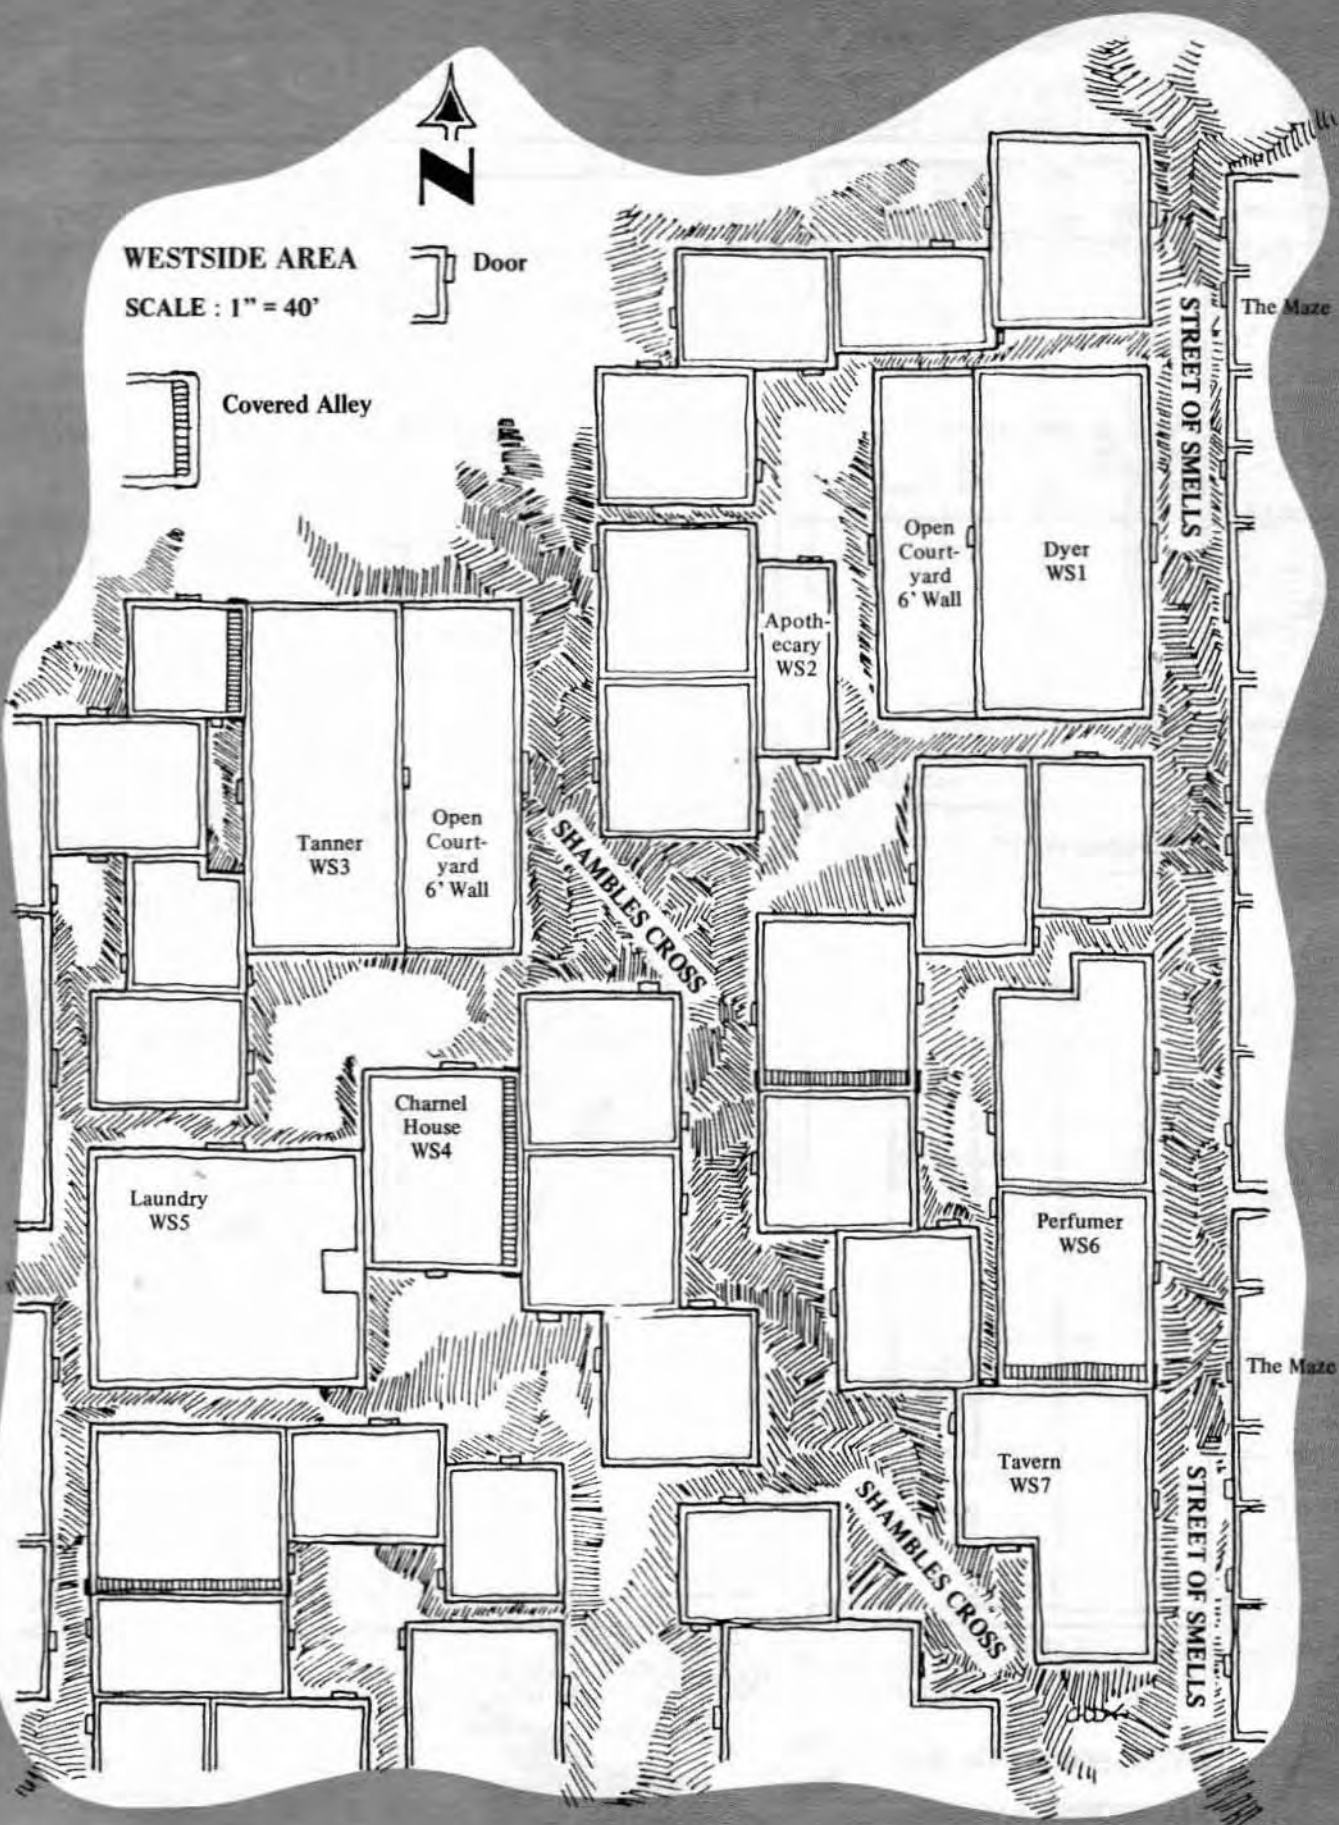 N
WESTSIDE AREA
SCALE : 1” = 40’
Door
Covered Alley
The Maze
STREET OF SMELLS
Open
Court-
yard
6’ Wall
Dyer
WS1
Apoth-
ecary
WS2
Tanner
WS3
Open
Court-
yard
6’ Wall
SHAMBLES CROSS
Charnel
House
WS4
Laundry
WS5
Perfumer
WS6
The Maze
Tavern
WS7
SHAMBLES CROSS
STREET OF SMELLS